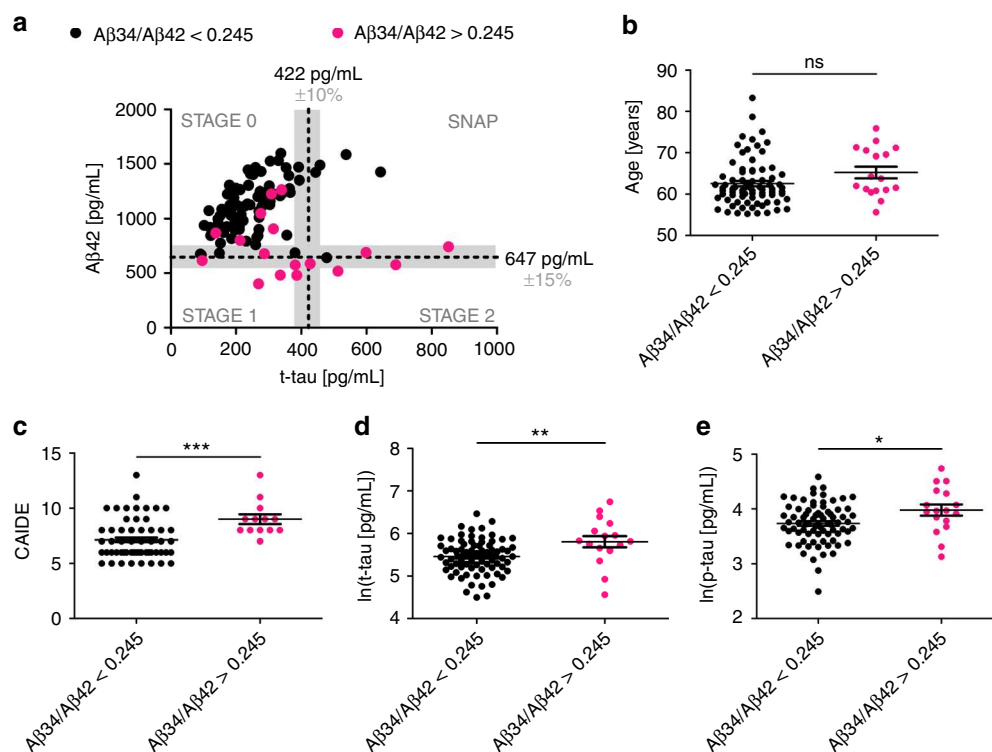 a
Aβ34/Aβ42 < 0.245
Aβ34/Aβ42 > 0.245
422 pg/mL
±10%
2000
1500
1000
500
0
Aβ42
[pg/mL]
STAGE 0
SNAP
STAGE 1
STAGE 2
647 pg/mL
±15%
0
200
400
600
800
1000
t-tau [pg/mL]
b
ns
90
80
70
60
50
Age [years]
Aβ34/Aβ42 < 0.245
Aβ34/Aβ42 > 0.245
c
***
15
10
5
0
CAIDE
Aβ34/Aβ42 < 0.245
Aβ34/Aβ42 > 0.245
d
**
8
7
6
5
4
ln(t-tau [pg/mL])
Aβ34/Aβ42 < 0.245
Aβ34/Aβ42 > 0.245
e
*
5
4
3
2
ln(p-tau [pg/mL])
Aβ34/Aβ42 < 0.245
Aβ34/Aβ42 > 0.245